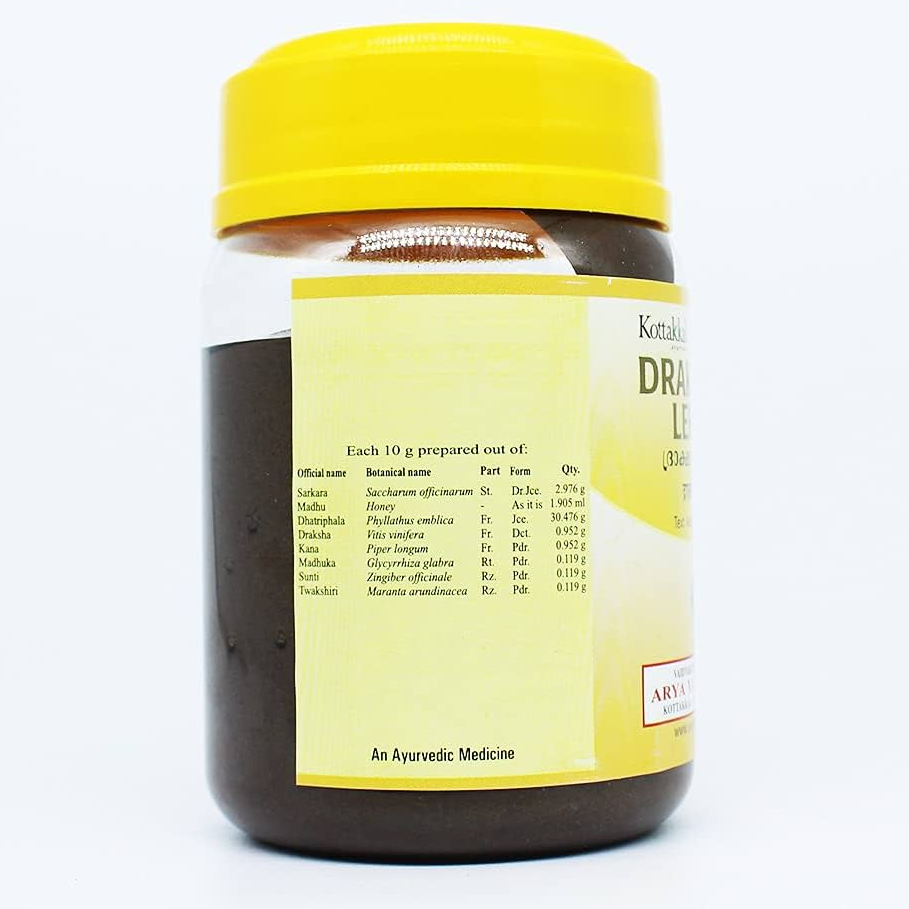 Each 10 g prepared out of:
Official name Botanical name Part Form Qty.
Sarkara Saccharum officinarum St. Dr.Jce. 2.976 g
Madhu Honey - As it is 1.905 ml
Dhatriphala Phyllathus emblica Fr. Jce. 30.476 g
Draksha Vitis vinifera Fr. Dct. 0.952 g
Kana Piper longum Fr. Pdr. 0.952 g
Madhuka Glycyrrhiza glabra Rt. Pdr. 0.119 g
Sunti Zingiber officinale Rz. Pdr. 0.119 g
Twakshiri Maranta arundinacea Rz. Pdr. 0.119 g
An Ayurvedic Medicine
Kottakka
DRA
LE
Text
ARYA
KOTTAKKA